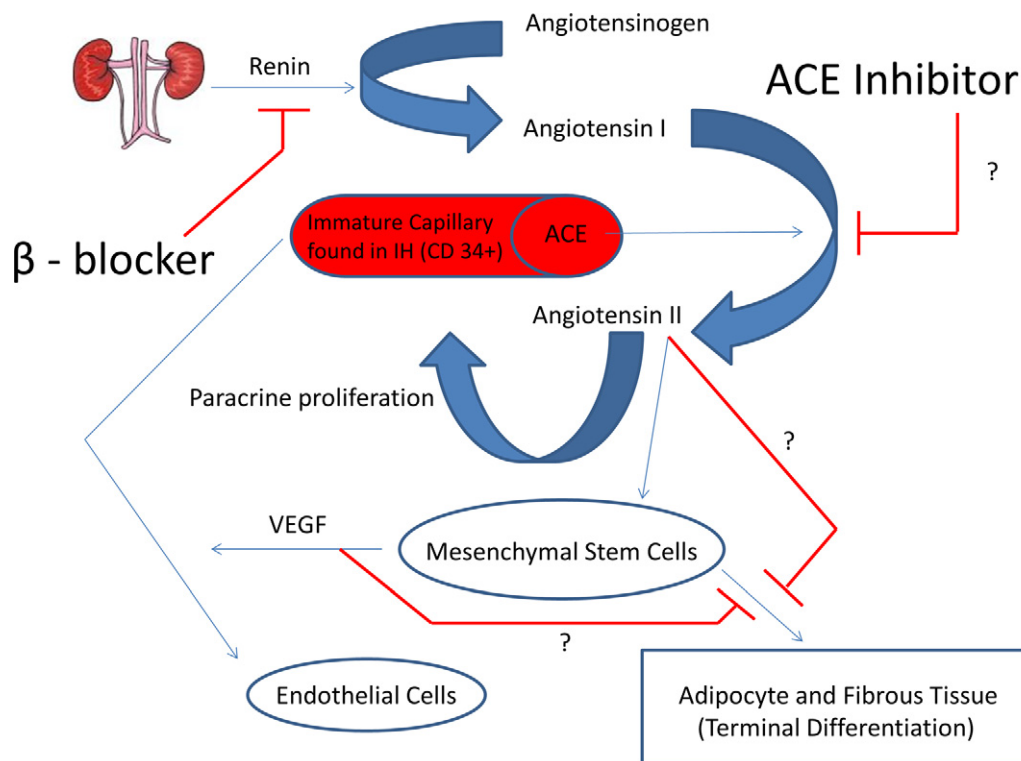 Angiotensinogen
Renin
ACE Inhibitor
Angiotensin I
?
Immature Capillary
found in IH (CD 34+)
ACE
β - blocker
Angiotensin II
Paracrine proliferation
?
VEGF
Mesenchymal Stem Cells
?
Endothelial Cells
Adipocyte and Fibrous Tissue
(Terminal Differentiation)